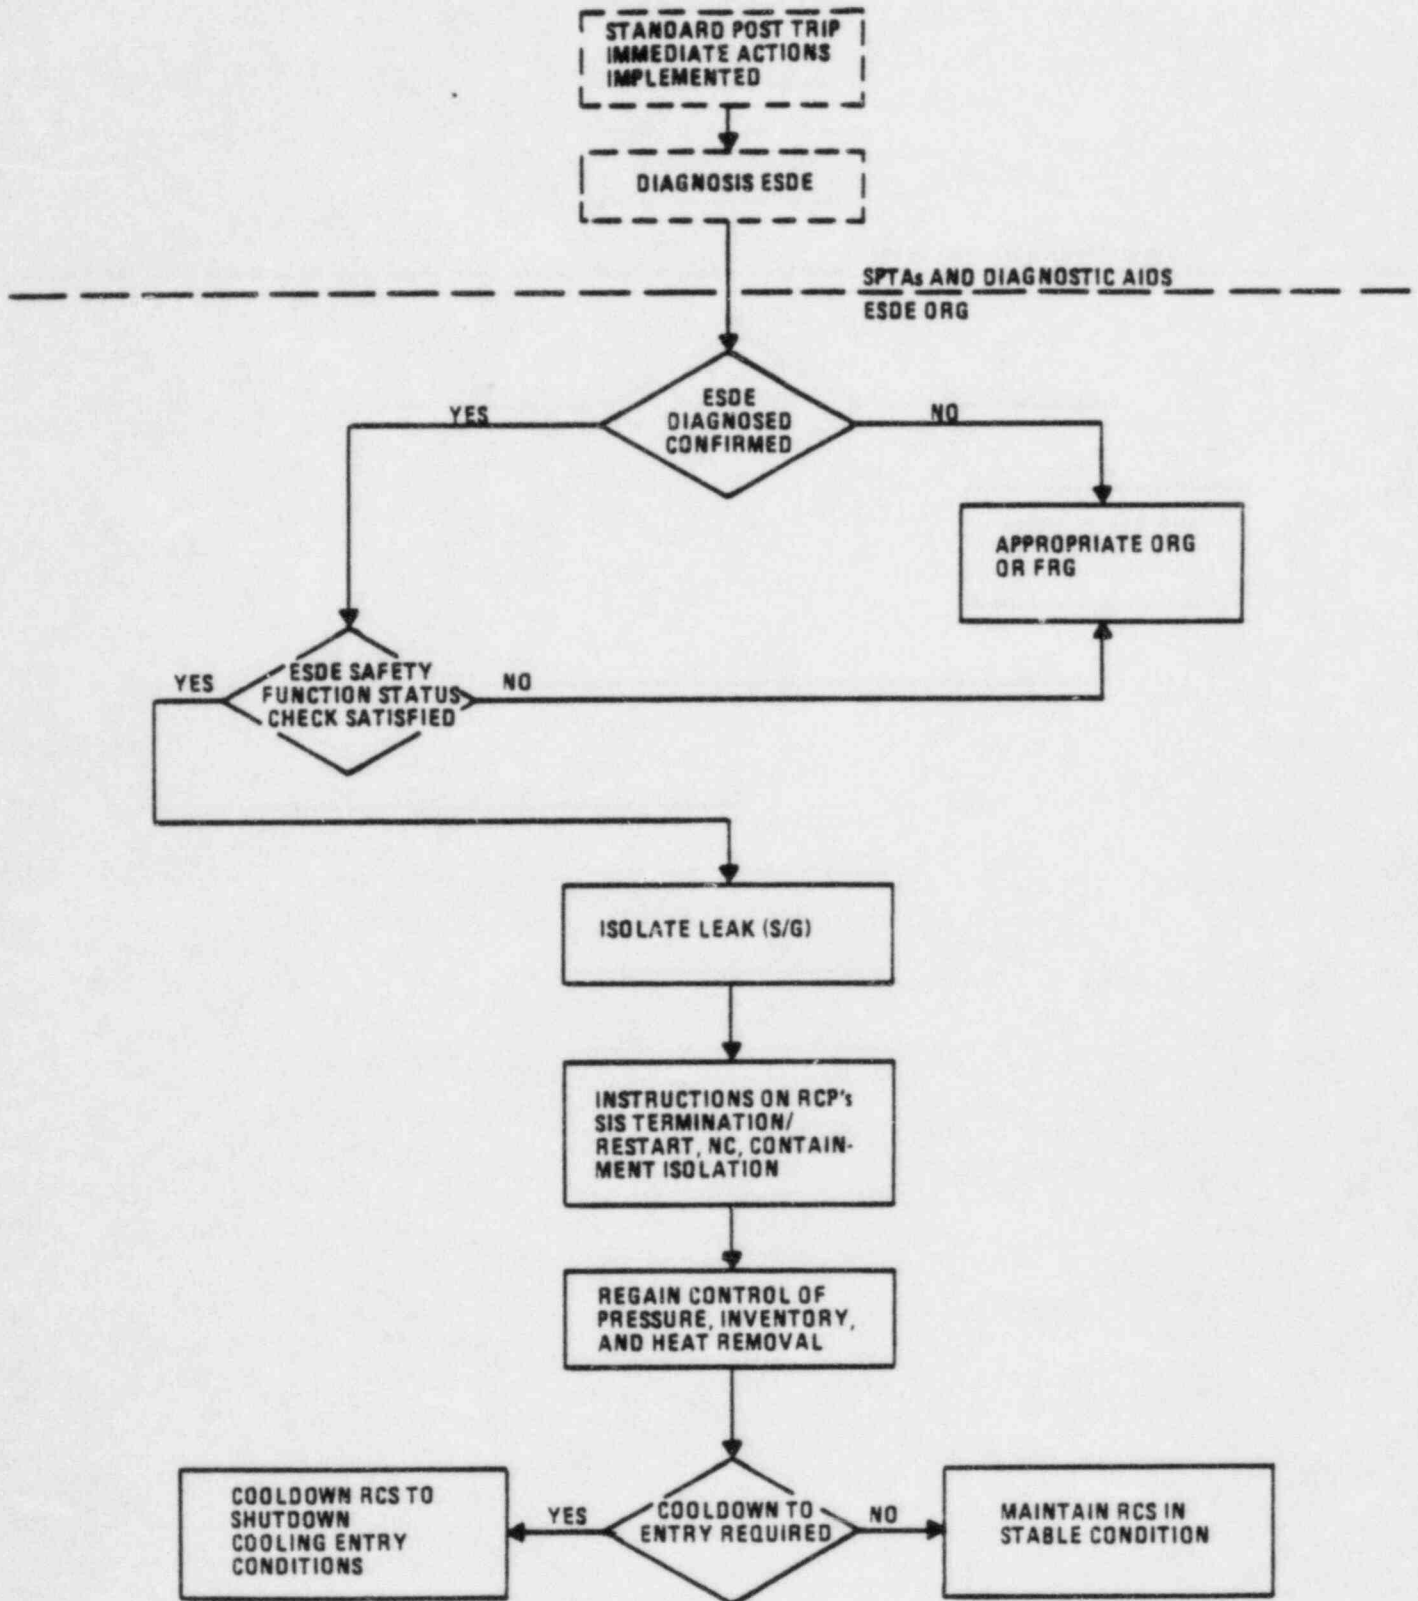 STANDARD POST TRIP
IMMEDIATE ACTIONS
IMPLEMENTED
DIAGNOSIS ESDE
SPTAs AND DIAGNOSTIC AIDS
ESDE ORG
ESDE
DIAGNOSED
CONFIRMED
YES
NO
APPROPRIATE ORG
OR FRG
ESDE SAFETY
FUNCTION STATUS
CHECK SATISFIED
YES
NO
ISOLATE LEAK (S/G)
INSTRUCTIONS ON RCP's
SIS TERMINATION/
RESTART, NC, CONTAIN-
MENT ISOLATION
REGAIN CONTROL OF
PRESSURE, INVENTORY,
AND HEAT REMOVAL
COOLDOWN TO
ENTRY REQUIRED
YES
NO
COOLDOWN RCS TO
SHUTDOWN
COOLING ENTRY
CONDITIONS
MAINTAIN RCS IN
STABLE CONDITION